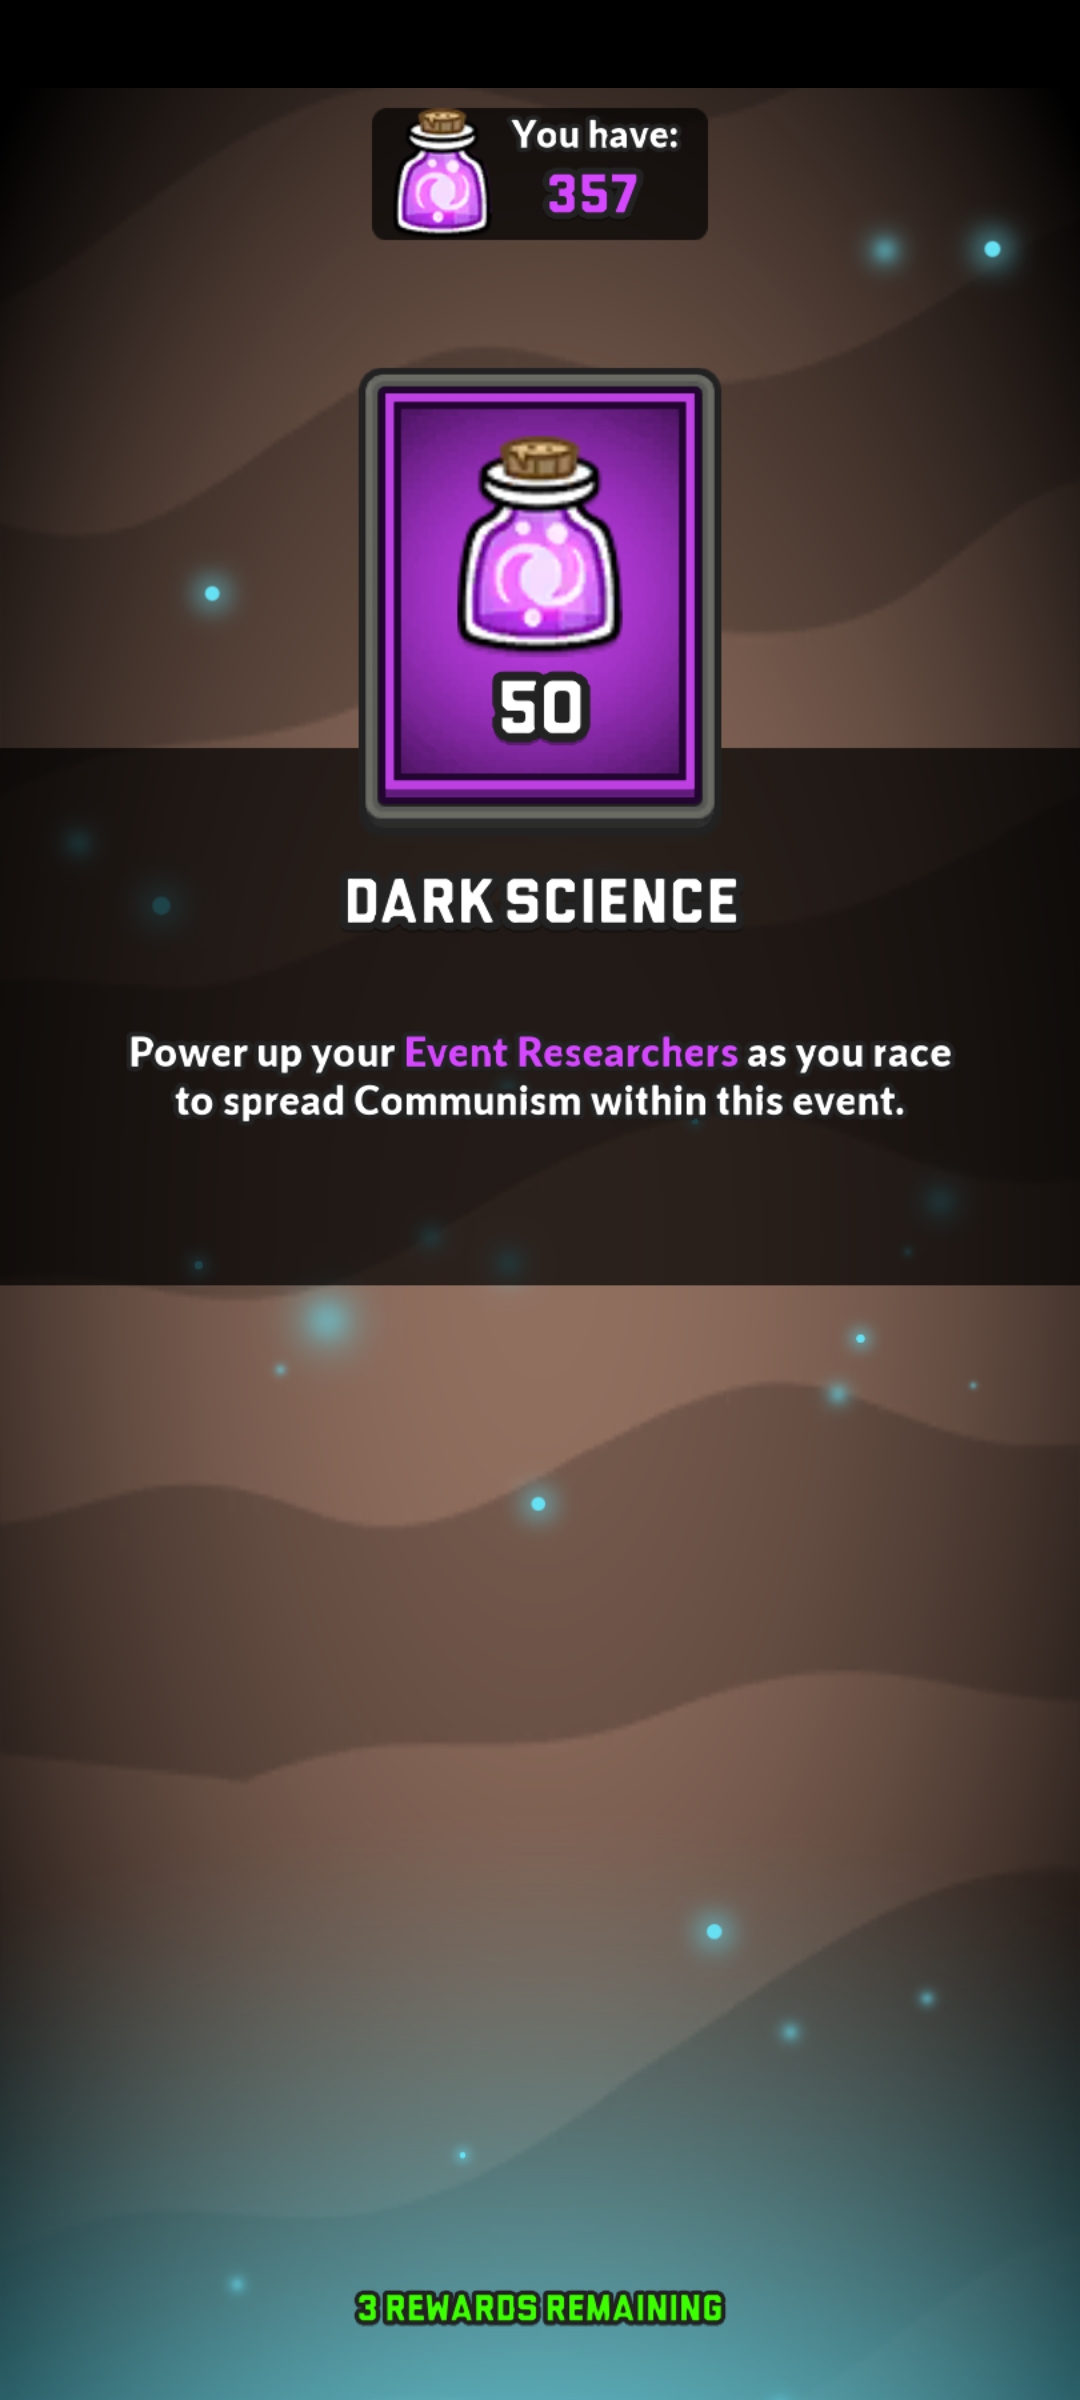 You have:
357
50
DARK SCIENCE
Power up your Event Researchers as you race
to spread Communism within this event.
3 REWARDS REMAINING